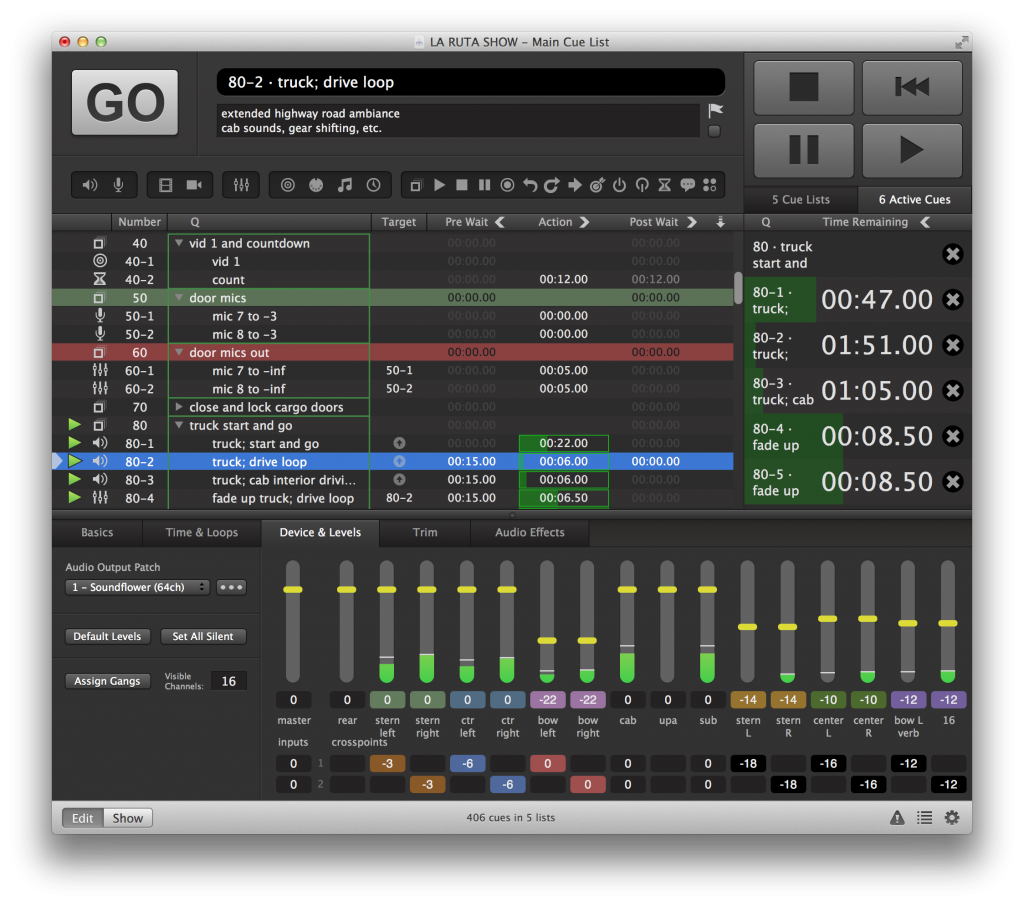 LA RUTA SHOW – Main Cue List
GO
80-2 · truck; drive loop
extended highway road ambiance
cab sounds, gear shifting, etc.
5 Cue Lists 6 Active Cues
Number Q Target Pre Wait Action Post Wait
Q Time Remaining
40 vid 1 and countdown 00:00.00 00:00.00 00:00.00
40-1 vid 1 00:00.00 00:00.00 00:00.00
40-2 count 00:00.00 00:12.00 00:12.00
50 door mics 00:00.00 00:00.00 00:00.00
50-1 mic 7 to -3 00:00.00 00:00.00 00:00.00
50-2 mic 8 to -3 00:00.00 00:00.00 00:00.00
60 door mics out 00:00.00 00:00.00 00:00.00
60-1 mic 7 to -inf 50-1 00:00.00 00:05.00 00:00.00
60-2 mic 8 to -inf 50-2 00:00.00 00:05.00 00:00.00
70 close and lock cargo doors 00:00.00 00:00.00 00:00.00
80 truck start and go 00:00.00 00:00.00 00:00.00
80-1 truck; start and go 00:00.00 00:22.00 00:00.00
80-2 truck; drive loop 00:15.00 00:06.00 00:00.00
80-3 truck; cab interior drivi... 00:15.00 00:06.00 00:00.00
80-4 fade up truck; drive loop 80-2 00:15.00 00:06.50 00:00.00
80 · truck
start and
80-1 ·
truck;
00:47.00
80-2 ·
truck;
01:51.00
80-3 ·
truck; cab
01:05.00
80-4 ·
fade up
00:08.50
80-5 ·
fade up
00:08.50
Basics Time & Loops Device & Levels Trim Audio Effects
Audio Output Patch
1 – Soundflower (64ch)
Default Levels Set All Silent
Assign Gangs Visible
Channels: 16
0 0 0 0 0 0 -22 -22 0 0 0 -14 -14 -10 -10 -12 -12
master rear stern left stern right ctr left ctr right bow left bow right cab upa sub stern L stern R center L center R bow L verb 16
inputs crosspoints
0 1 -3 -6 0 0 0 -18 -16 -12
0 2 -3 -6 0 0 0 -18 -16 -12
Edit Show
406 cues in 5 lists